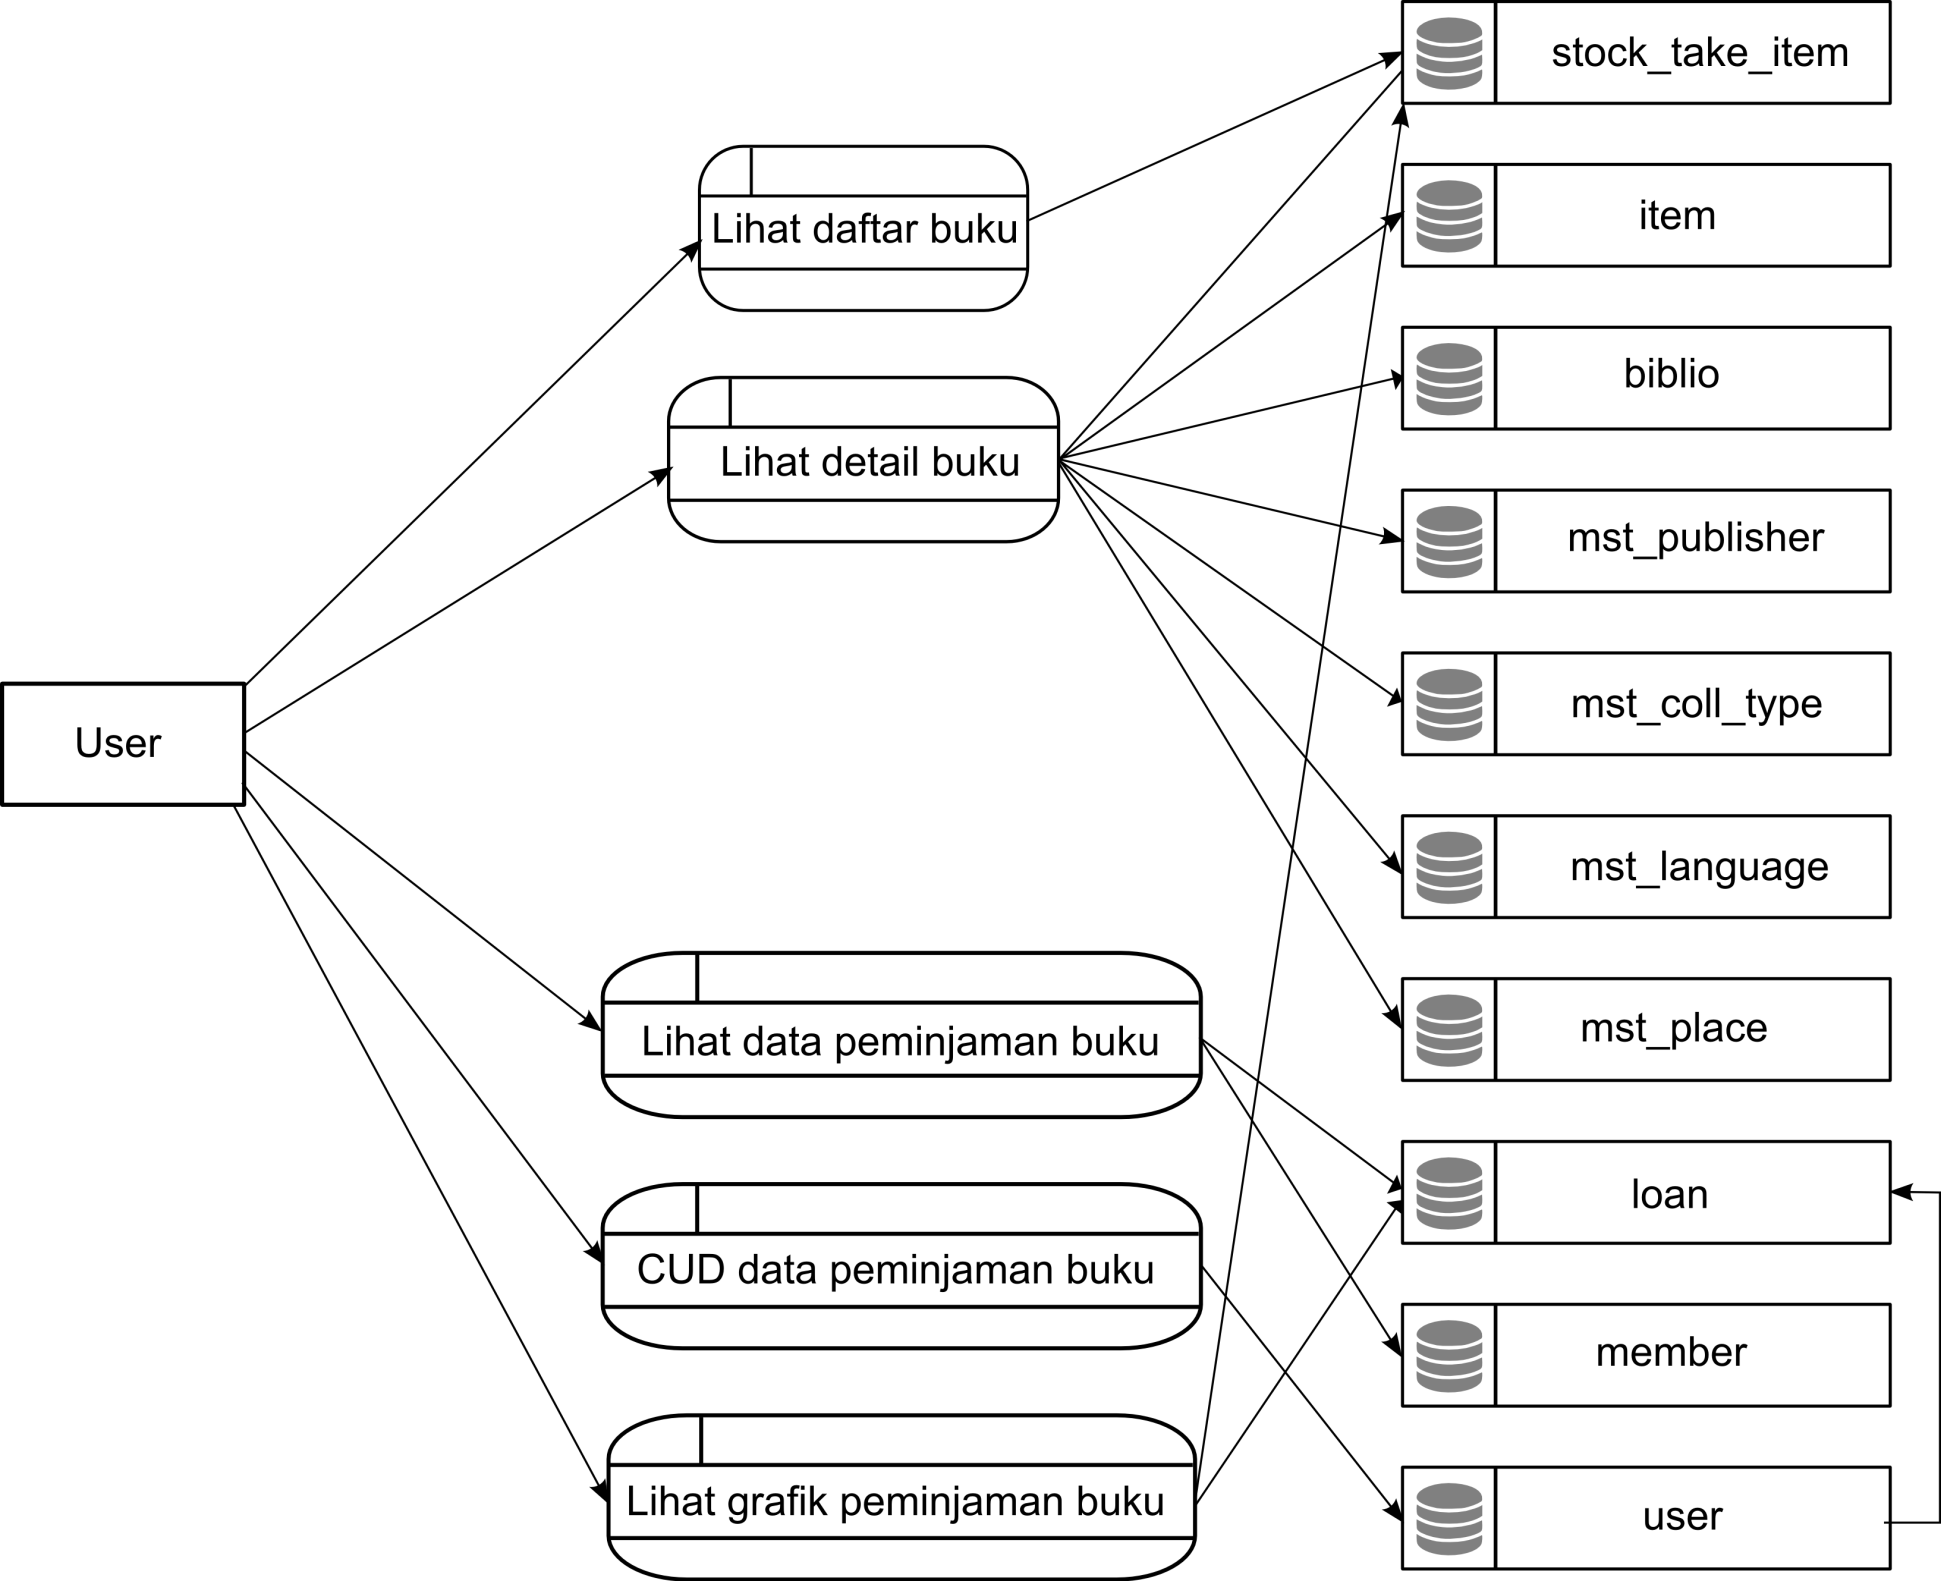 User
Lihat daftar buku
Lihat detail buku
Lihat data peminjaman buku
CUD data peminjaman buku
Lihat grafik peminjaman buku
stock_take_item
item
biblio
mst_publisher
mst_coll_type
mst_language
mst_place
loan
member
user